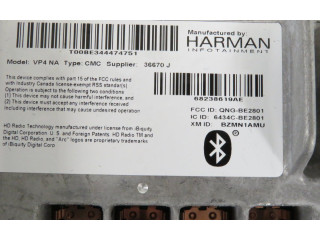 Manufactured by
HARMAN
INFOTAINMENT
T00BE344474751
Model: VP4 NA Type: CMC Supplier: 36670 J
This device complies with part 15 of the FCC rules and
with Industry Canada license exempt RSS standard(s).
Operation is subject to the following two conditions
(1) This device may not cause harmful interference, and
(2) This device must accept any interference received
including interference that may cause undesired
operation.
68238619AE
FCC ID: QNG-BE2801
IC ID: 6434C-BE2801
XM ID: BZMN1AMU
HD Radio Technology manufactured under license from iBiquity
Digital Corporation. U.S. and Foreign Patents. HD Radio TM and
the HD, HD Radio, and "Arc" logos are proprietary trademarks
of iBiquity Digital Corp